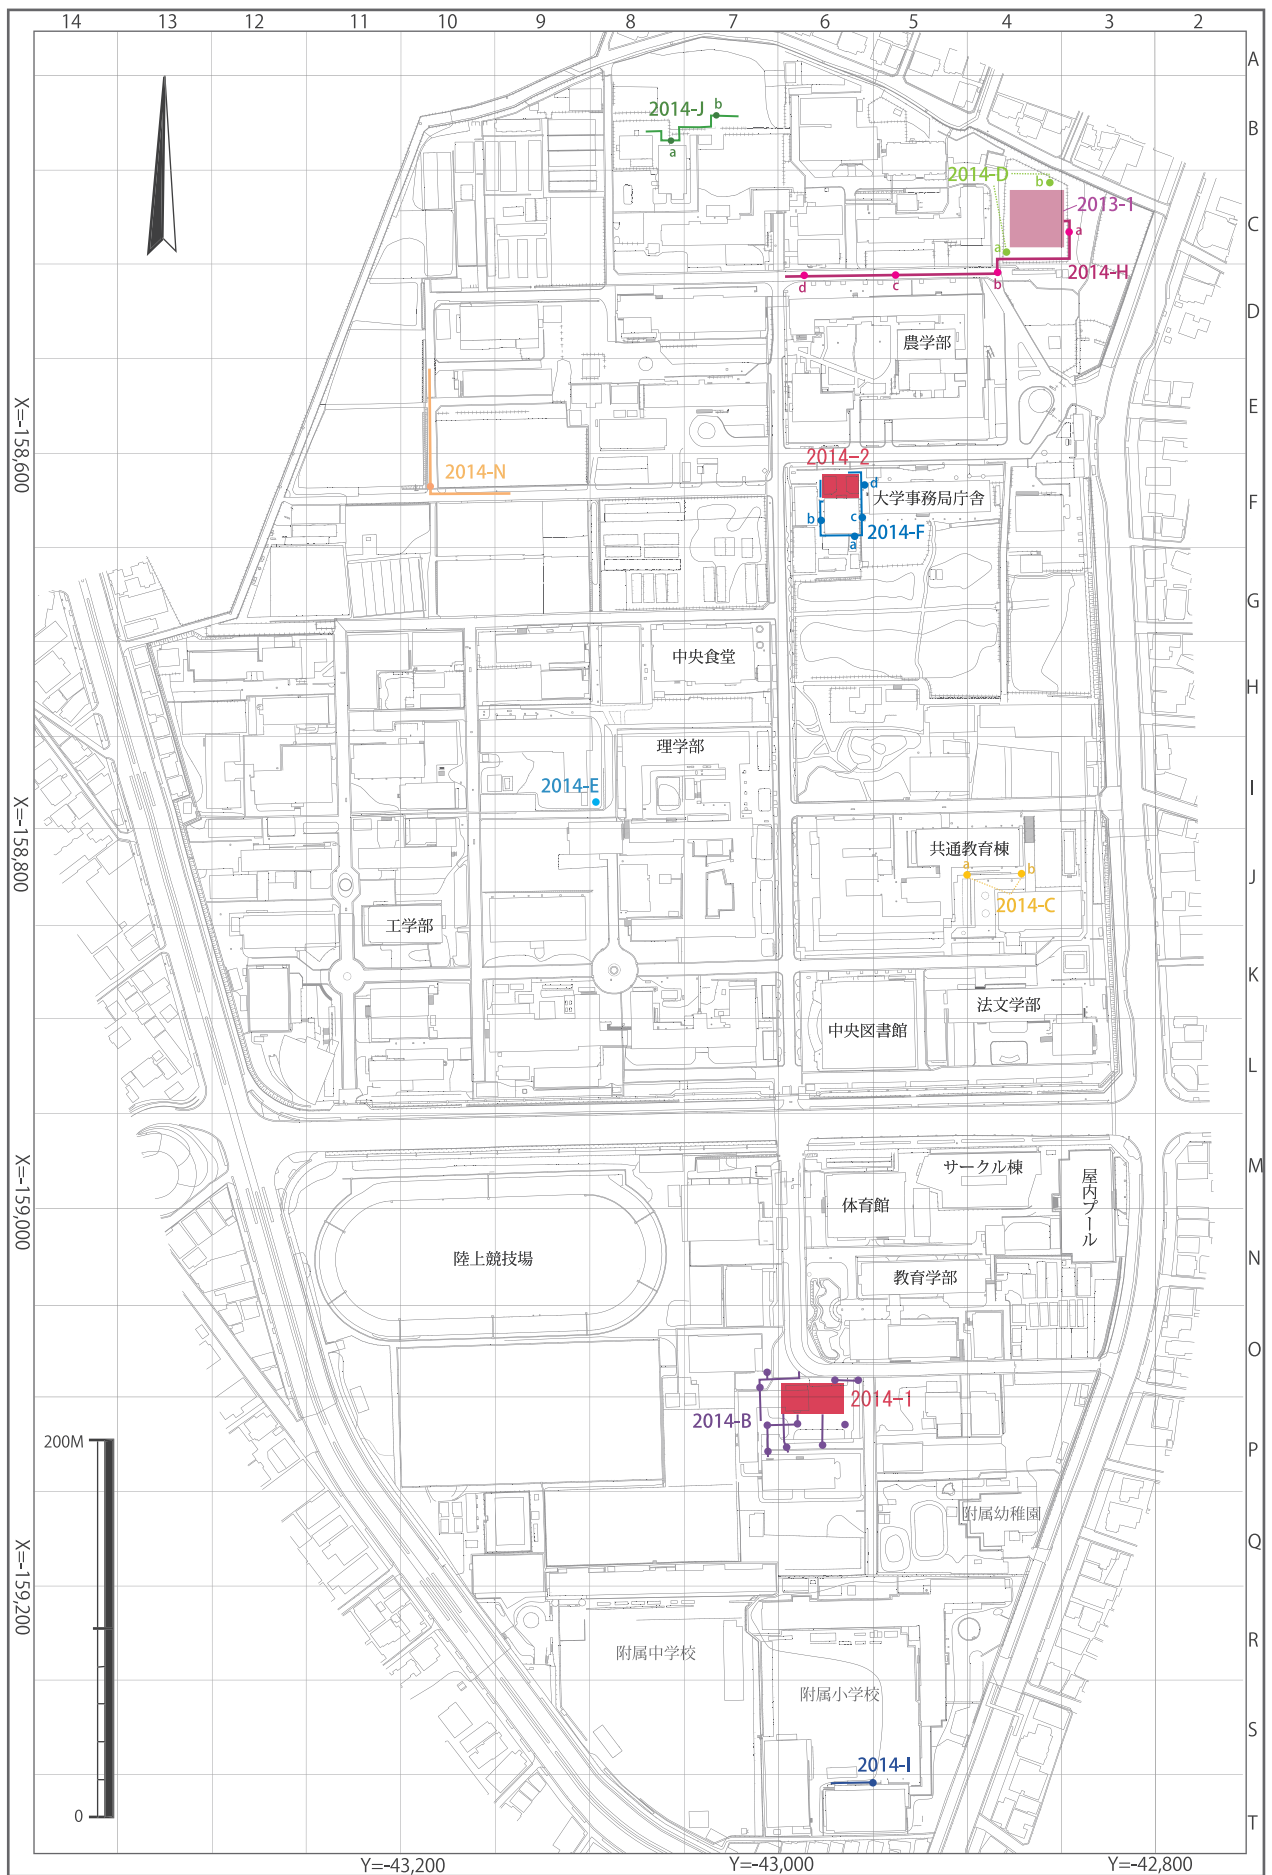 14 13 12 11 10 9 8 7 6 5 4 3 2
A
2014-J b
B
a
2014-D
b
2013-1
C
a
a
2014-H
d c b
D
農学部
E
X=-158,600
2014-2
2014-N
d
大学事務局庁舎
F
b c
2014-F
a
G
中央食堂
H
理学部
2014-E
I
X=-158,800
共通教育棟
a b
J
2014-C
工学部
K
法文学部
中央図書館
L
M
サークル棟
屋内プール
X=-159,000
体育館
陸上競技場
N
教育学部
O
2014-1
2014-B
200M
P
附属幼稚園
Q
X=-159,200
R
附属中学校
附属小学校
S
2014-I
0
T
Y=-43,200 Y=-43,000 Y=-42,800